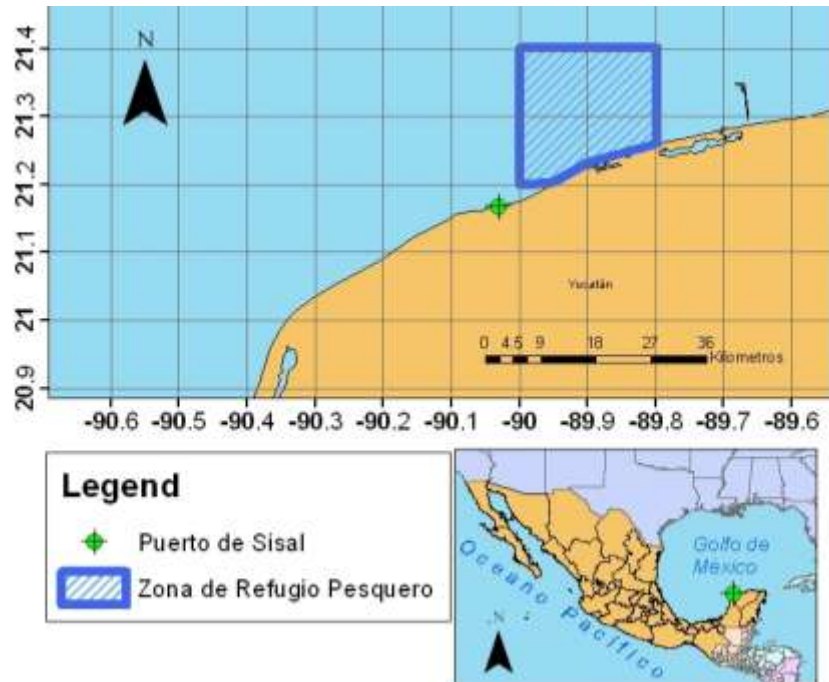 N
21.4
21.3
21.2
21.1
21
20.9
Yucatán
0 4.5 9 18 27 36
Kilometros
-90.6 -90.5 -90.4 -90.3 -90.2 -90.1 -90 -89.9 -89.8 -89.7 -89.6
Legend
Puerto de Sisal
Zona de Refugio Pesquero
Golfo de
México
Oceano Pacífico
N